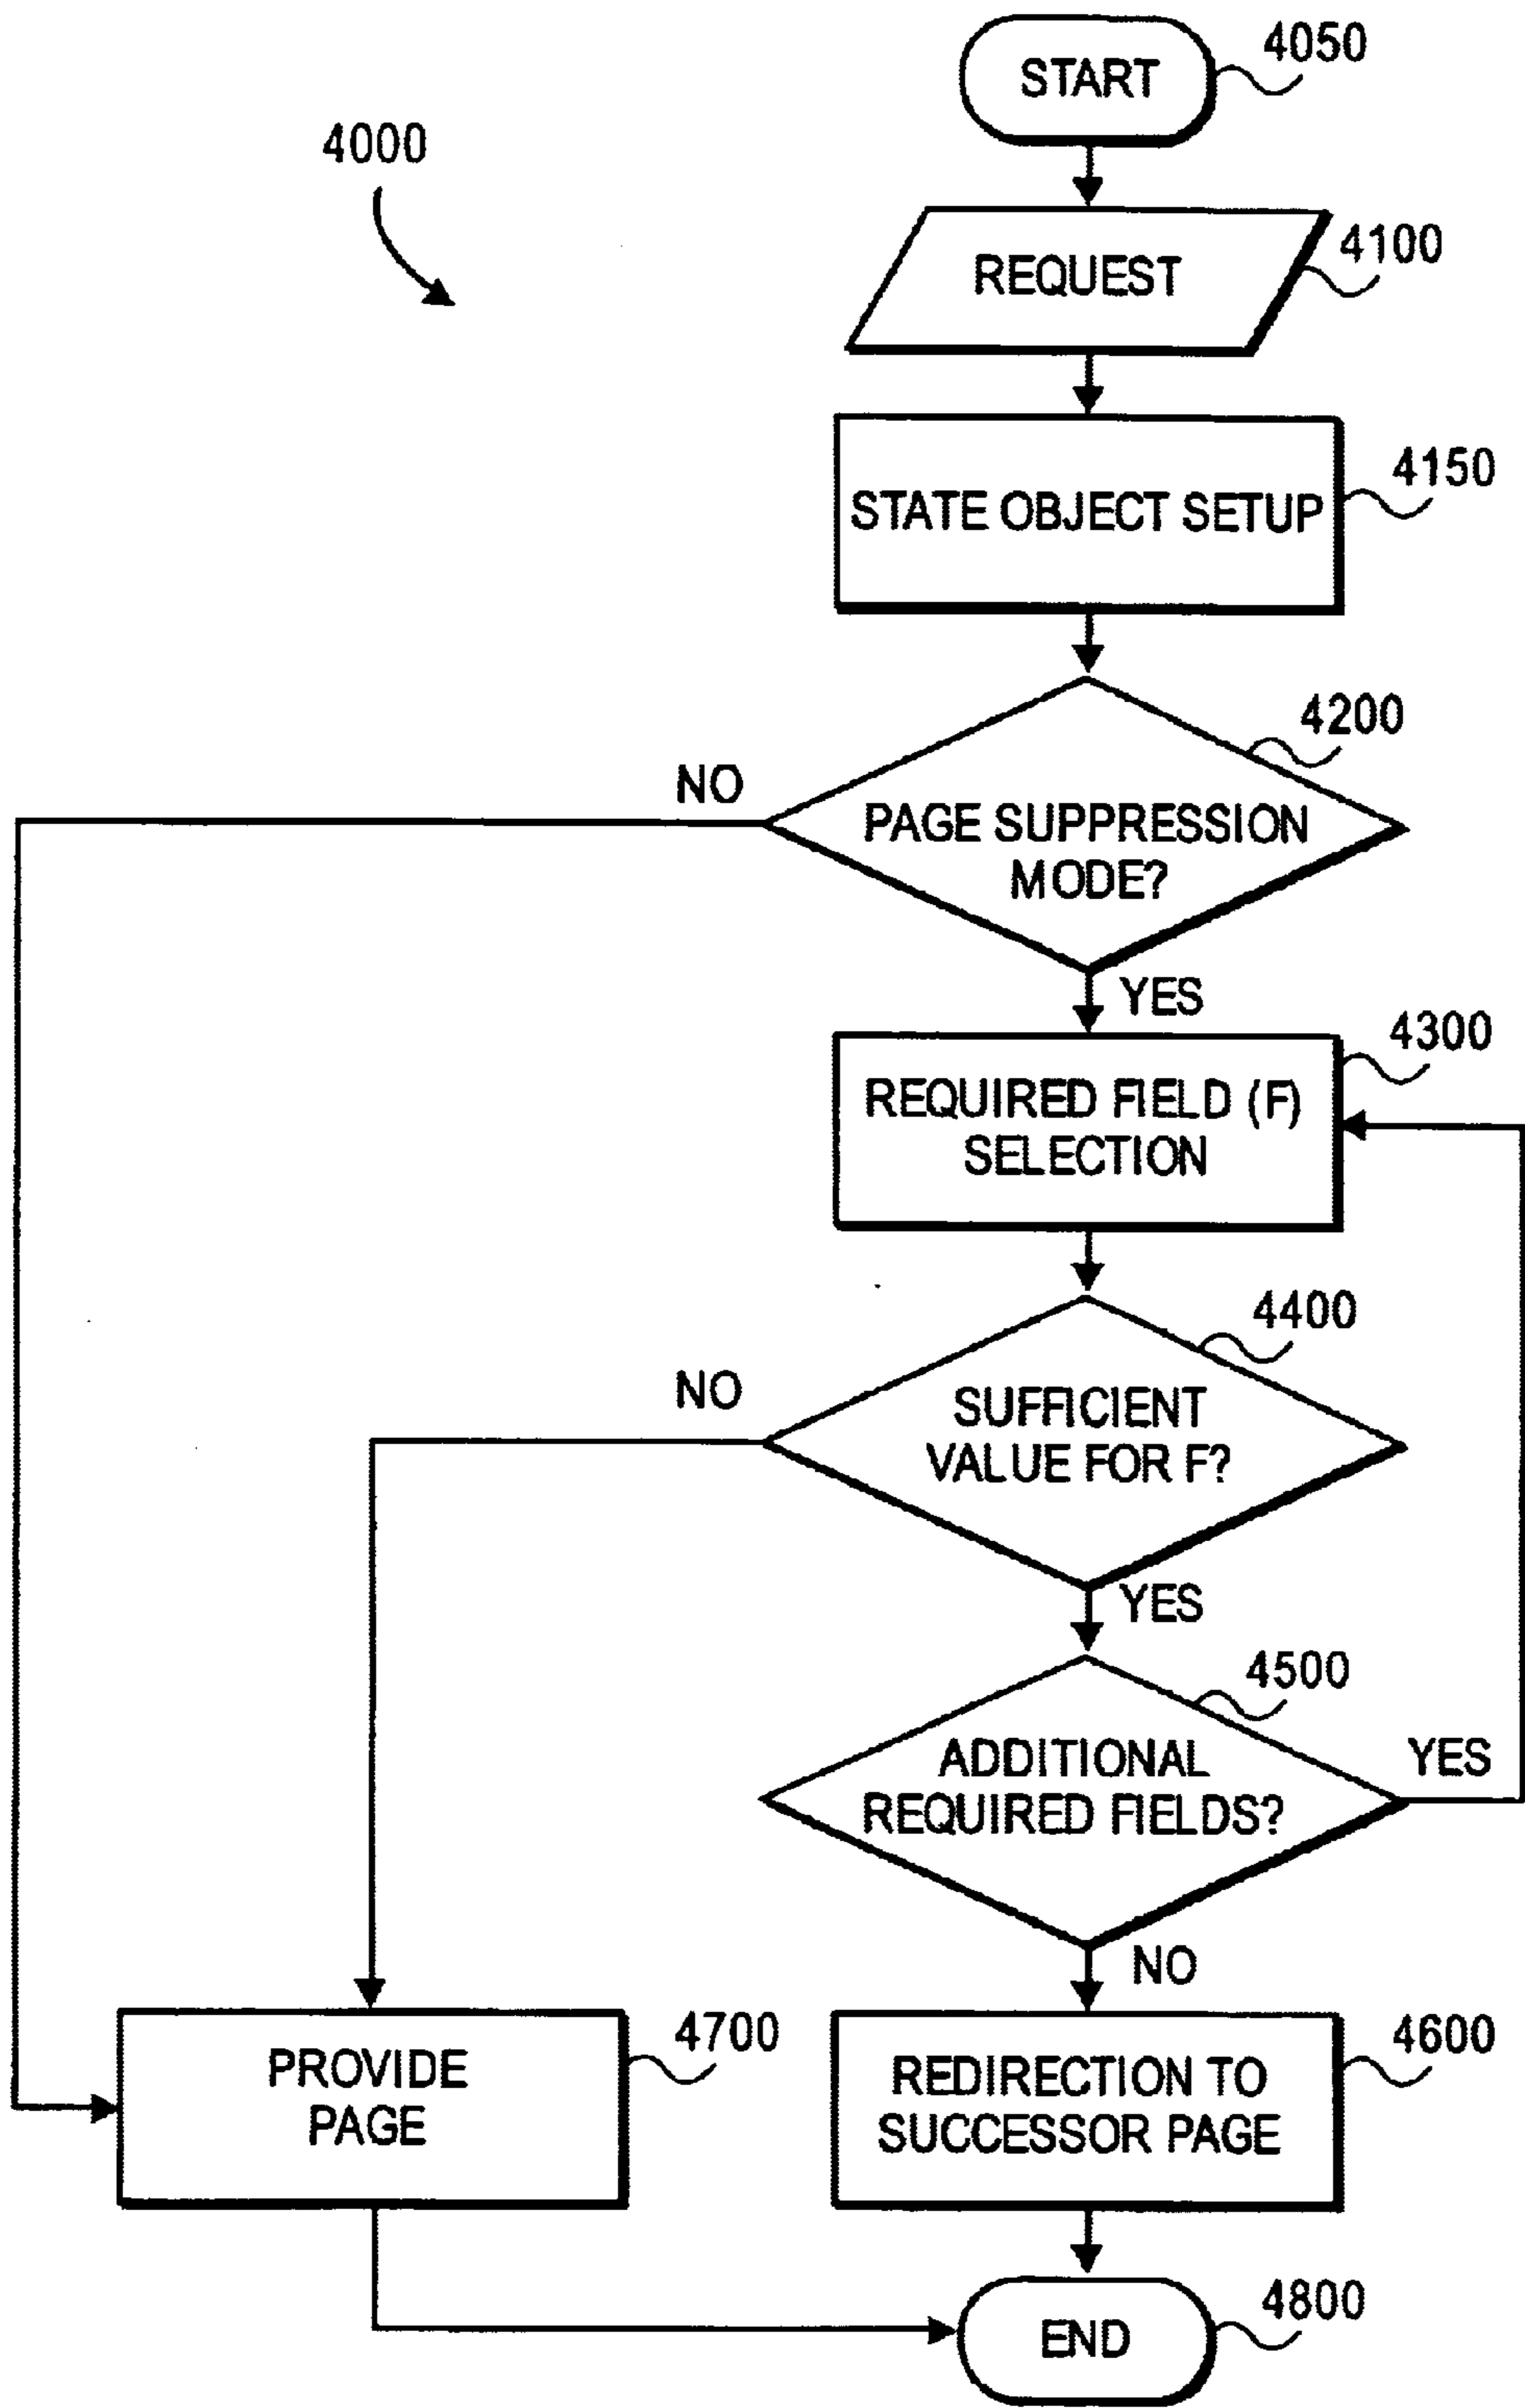 4050
START
4000
4100
REQUEST
4150
STATE OBJECT SETUP
4200
NO
PAGE SUPPRESSION
MODE?
YES
4300
REQUIRED FIELD (F)
SELECTION
4400
NO
SUFFICIENT
VALUE FOR F?
YES
4500
ADDITIONAL
REQUIRED FIELDS?
YES
NO
4700
PROVIDE
PAGE
4600
REDIRECTION TO
SUCCESSOR PAGE
4800
END